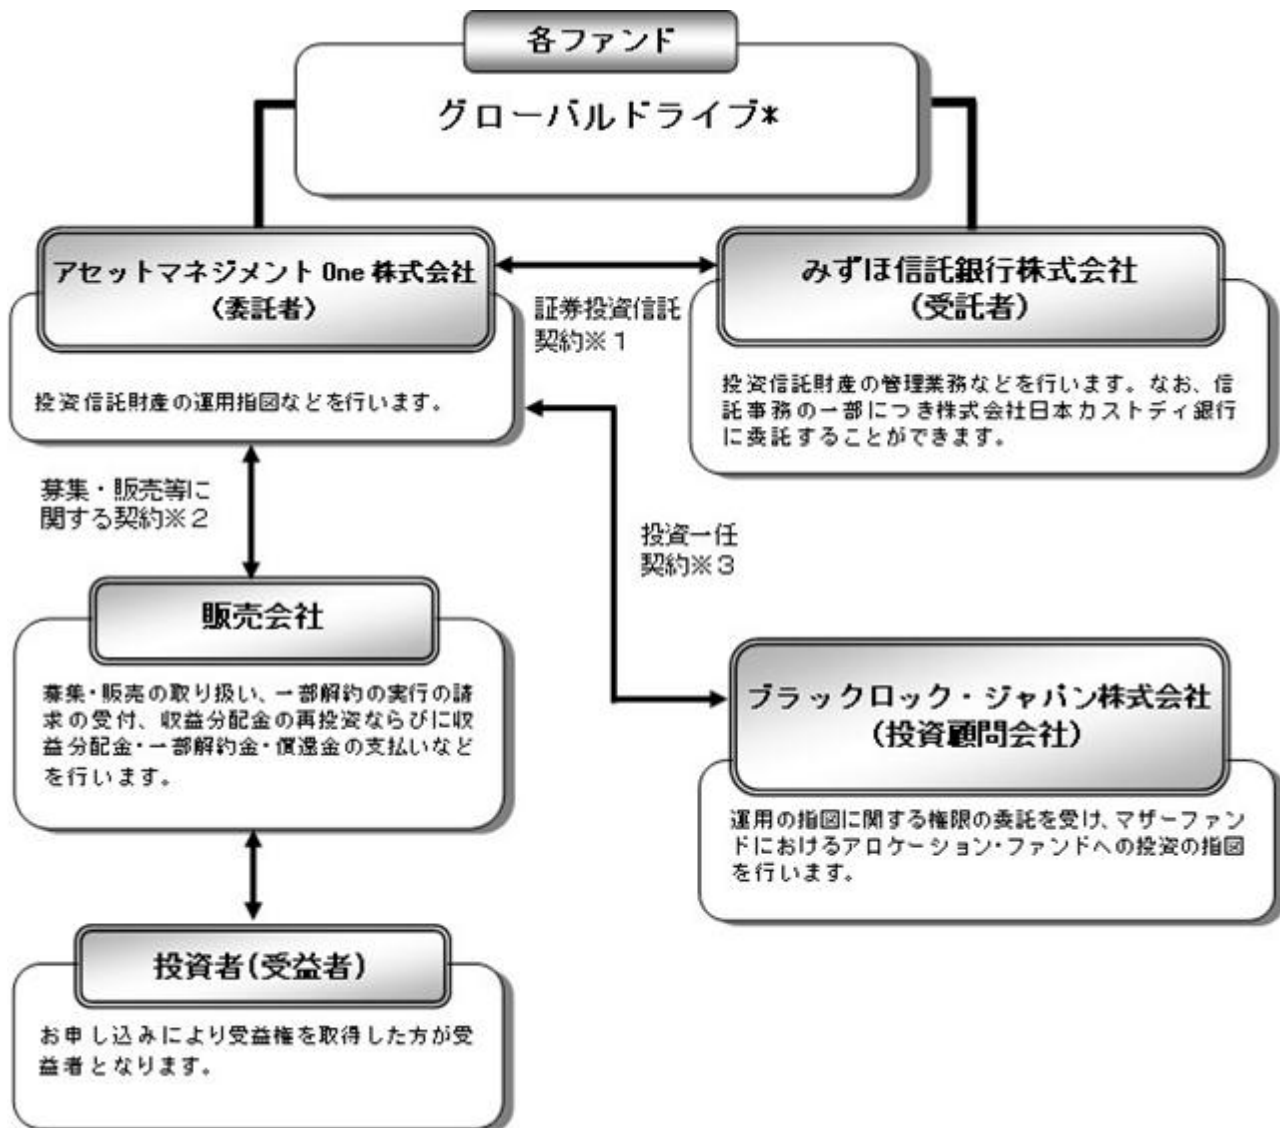 各ファンド
グローバルドライブ*
アセットマネジメント One 株式会社
（委託者）
投資信託財産の運用指図などを行います。
証券投資信託
契約※１
みずほ信託銀行株式会社
(受託者)
投資信託財産の管理業務などを行います。なお、信
託事務の一部につき株式会社日本カストディ銀行
に委託することができます。
募集・販売等に
関する契約※２
投資一任
契約※３
販売会社
募集・販売の取り扱い、一部解約の実行の請
求の受付、収益分配金の再投資ならびに収
益分配金・一部解約金・償還金の支払いなど
を行います。
ブラックロック・ジャパン株式会社
(投資顧問会社)
運用の指図に関する権限の委託を受け、マザーファン
ドにおけるアロケーション・ファンドへの投資の指図
を行います。
投資者(受益者)
お申し込みにより受益権を取得した方が受
益者となります。